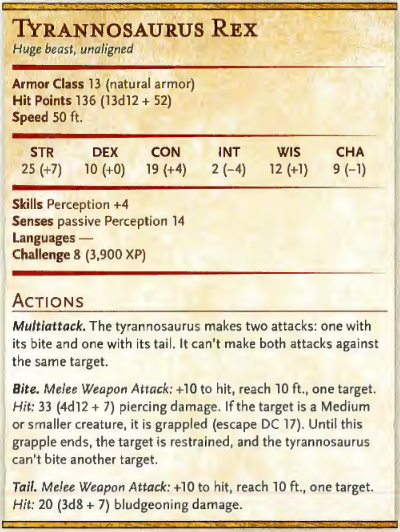 TYRANNOSAURUS REX
Huge beast, unaligned
Armor Class 13 (natural armor)
Hit Points 136 (13d12 + 52)
Speed 50 ft.
STR DEX CON INT WIS CHA
25 (+7) 10 (+0) 19 (+4) 2 (−4) 12 (+1) 9 (−1)
Skills Perception +4
Senses passive Perception 14
Languages —
Challenge 8 (3,900 XP)
ACTIONS
Multiattack. The tyrannosaurus makes two attacks: one with
its bite and one with its tail. It can't make both attacks against
the same target.
Bite. Melee Weapon Attack: +10 to hit, reach 10 ft., one target.
Hit: 33 (4d12 + 7) piercing damage. If the target is a Medium
or smaller creature, it is grappled (escape DC 17). Until this
grapple ends, the target is restrained, and the tyrannosaurus
can't bite another target.
Tail. Melee Weapon Attack: +10 to hit, reach 10 ft., one target.
Hit: 20 (3d8 + 7) bludgeoning damage.